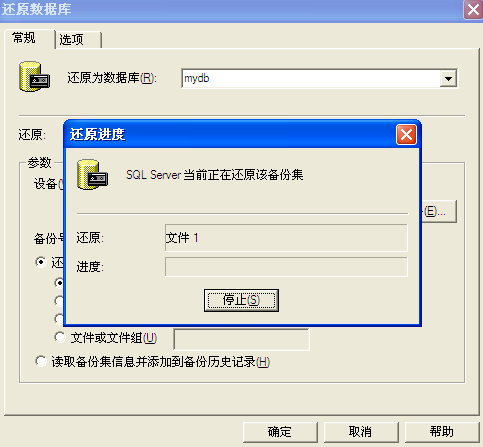 还原数据库
常规
选项
还原为数据库(R):
mydb
还原:
还原进度
SQL Server 当前正在还原该备份集
还原:
文件 1
进度:
停止(S)
参数
设备(
(E)...
备份号
还
文件或文件组(U)
读取备份集信息并添加到备份历史记录(H)
确定
取消
帮助